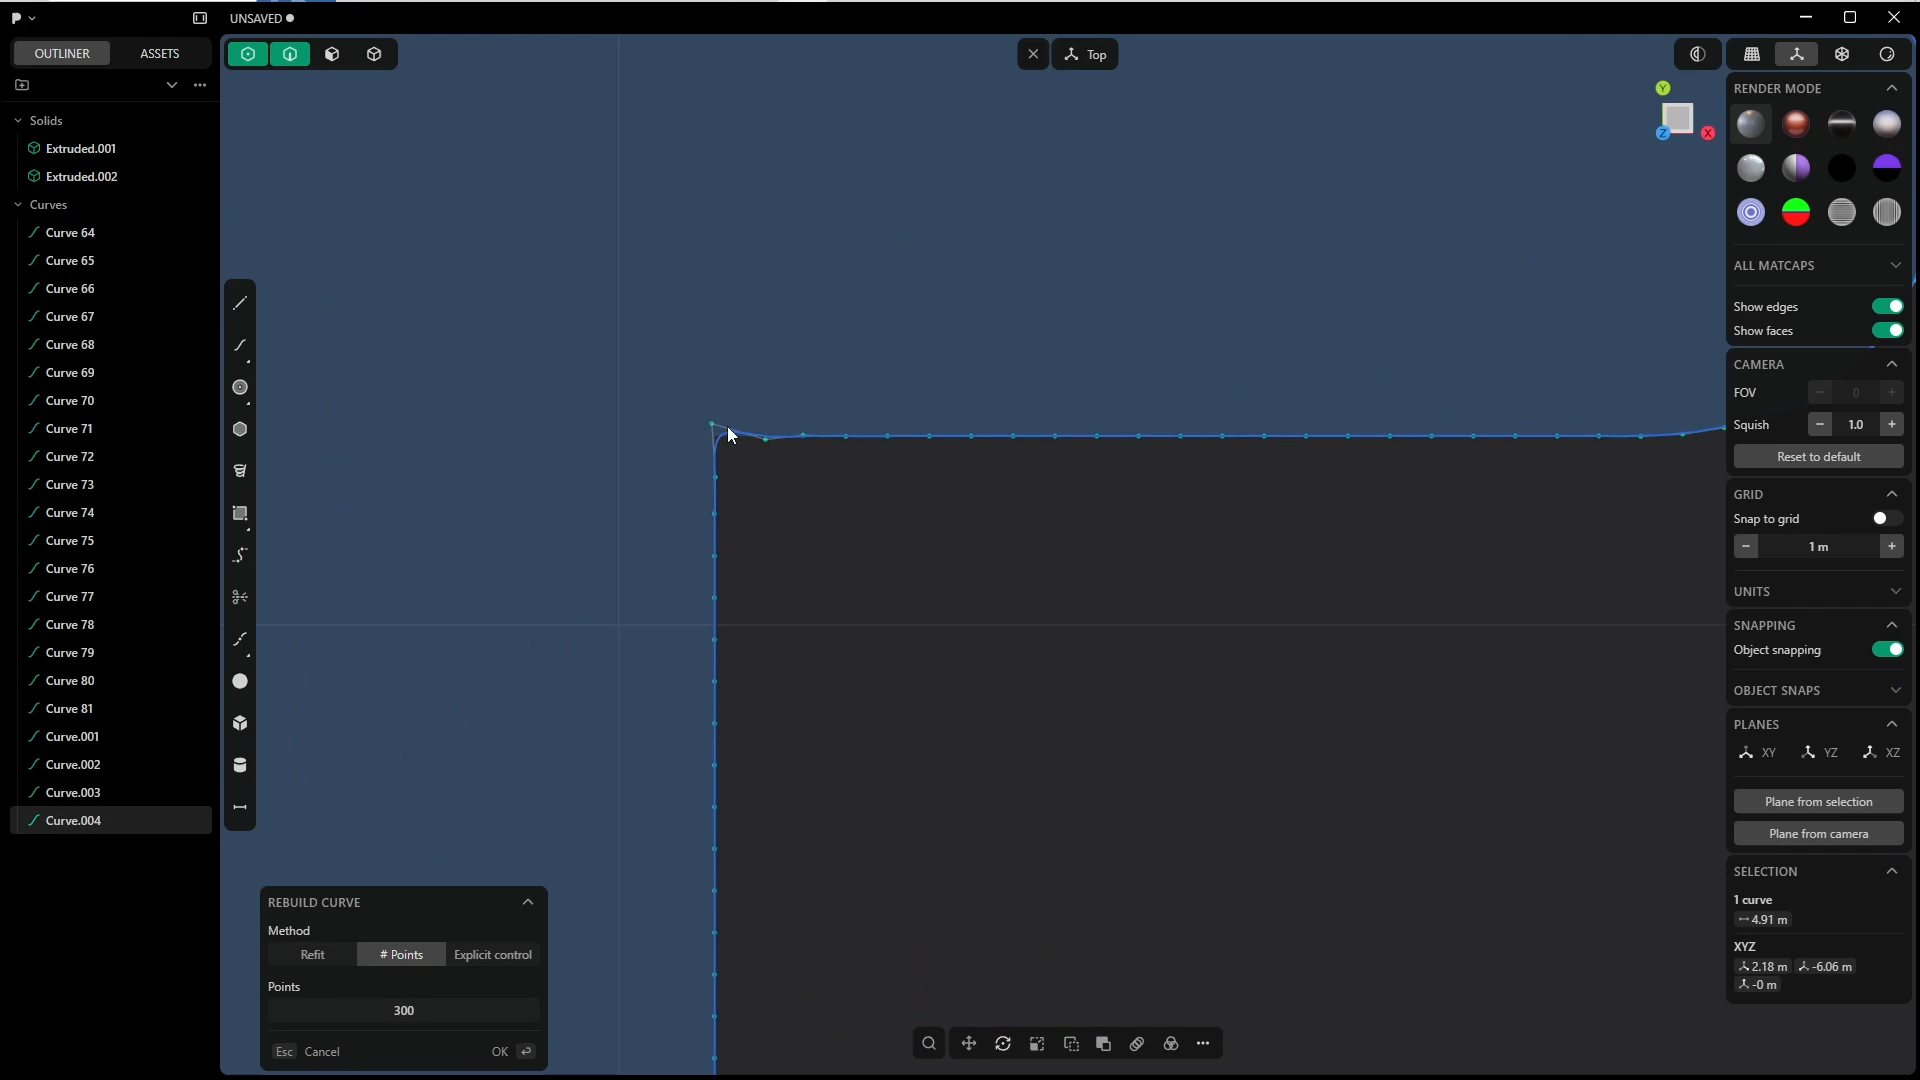 UNSAVED
OUTLINER ASSETS
Top
Solids
Extruded.001
Extruded.002
Curves
Curve 64
Curve 65
Curve 66
Curve 67
Curve 68
Curve 69
Curve 70
Curve 71
Curve 72
Curve 73
Curve 74
Curve 75
Curve 76
Curve 77
Curve 78
Curve 79
Curve 80
Curve 81
Curve.001
Curve.002
Curve.003
Curve.004
Y
Z X
REBUILD CURVE
Method
Refit # Points Explicit control
Points
300
Esc Cancel OK
RENDER MODE
ALL MATCAPS
Show edges
Show faces
CAMERA
FOV 0
Squish 1.0
Reset to default
GRID
Snap to grid
1 m
UNITS
SNAPPING
Object snapping
OBJECT SNAPS
PLANES
XY YZ XZ
Plane from selection
Plane from camera
SELECTION
1 curve
4.91 m
XYZ
2.18 m -6.06 m
-0 m